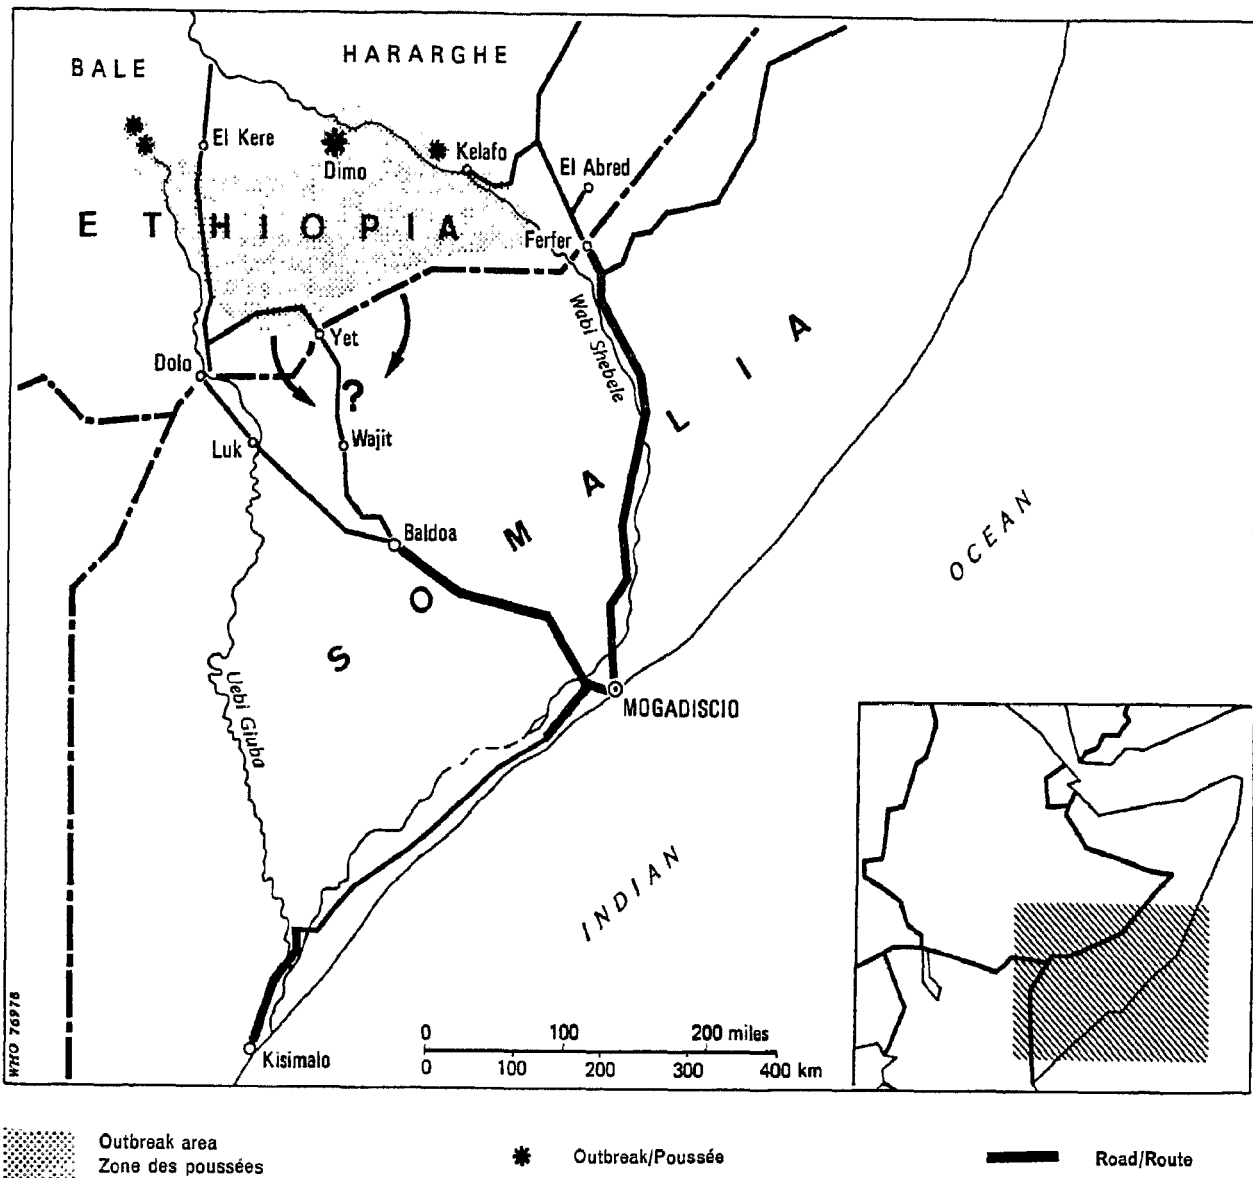 BALE
HARARGHE
El Kere
Dimo
Kelafo
El Abred
ETHIOPIA
Ferfer
Wabi Shebele
Yet
Dolo
?
Luk
Wajit
Baldoa
SOMALIA
OCEAN
Uebi Giuba
MOGADISCIO
INDIAN
Kisimalo
0 100 200 miles
0 100 200 300 400 km
WHO 76978
Outbreak area
Zone des poussées
Outbreak/Poussée
Road/Route